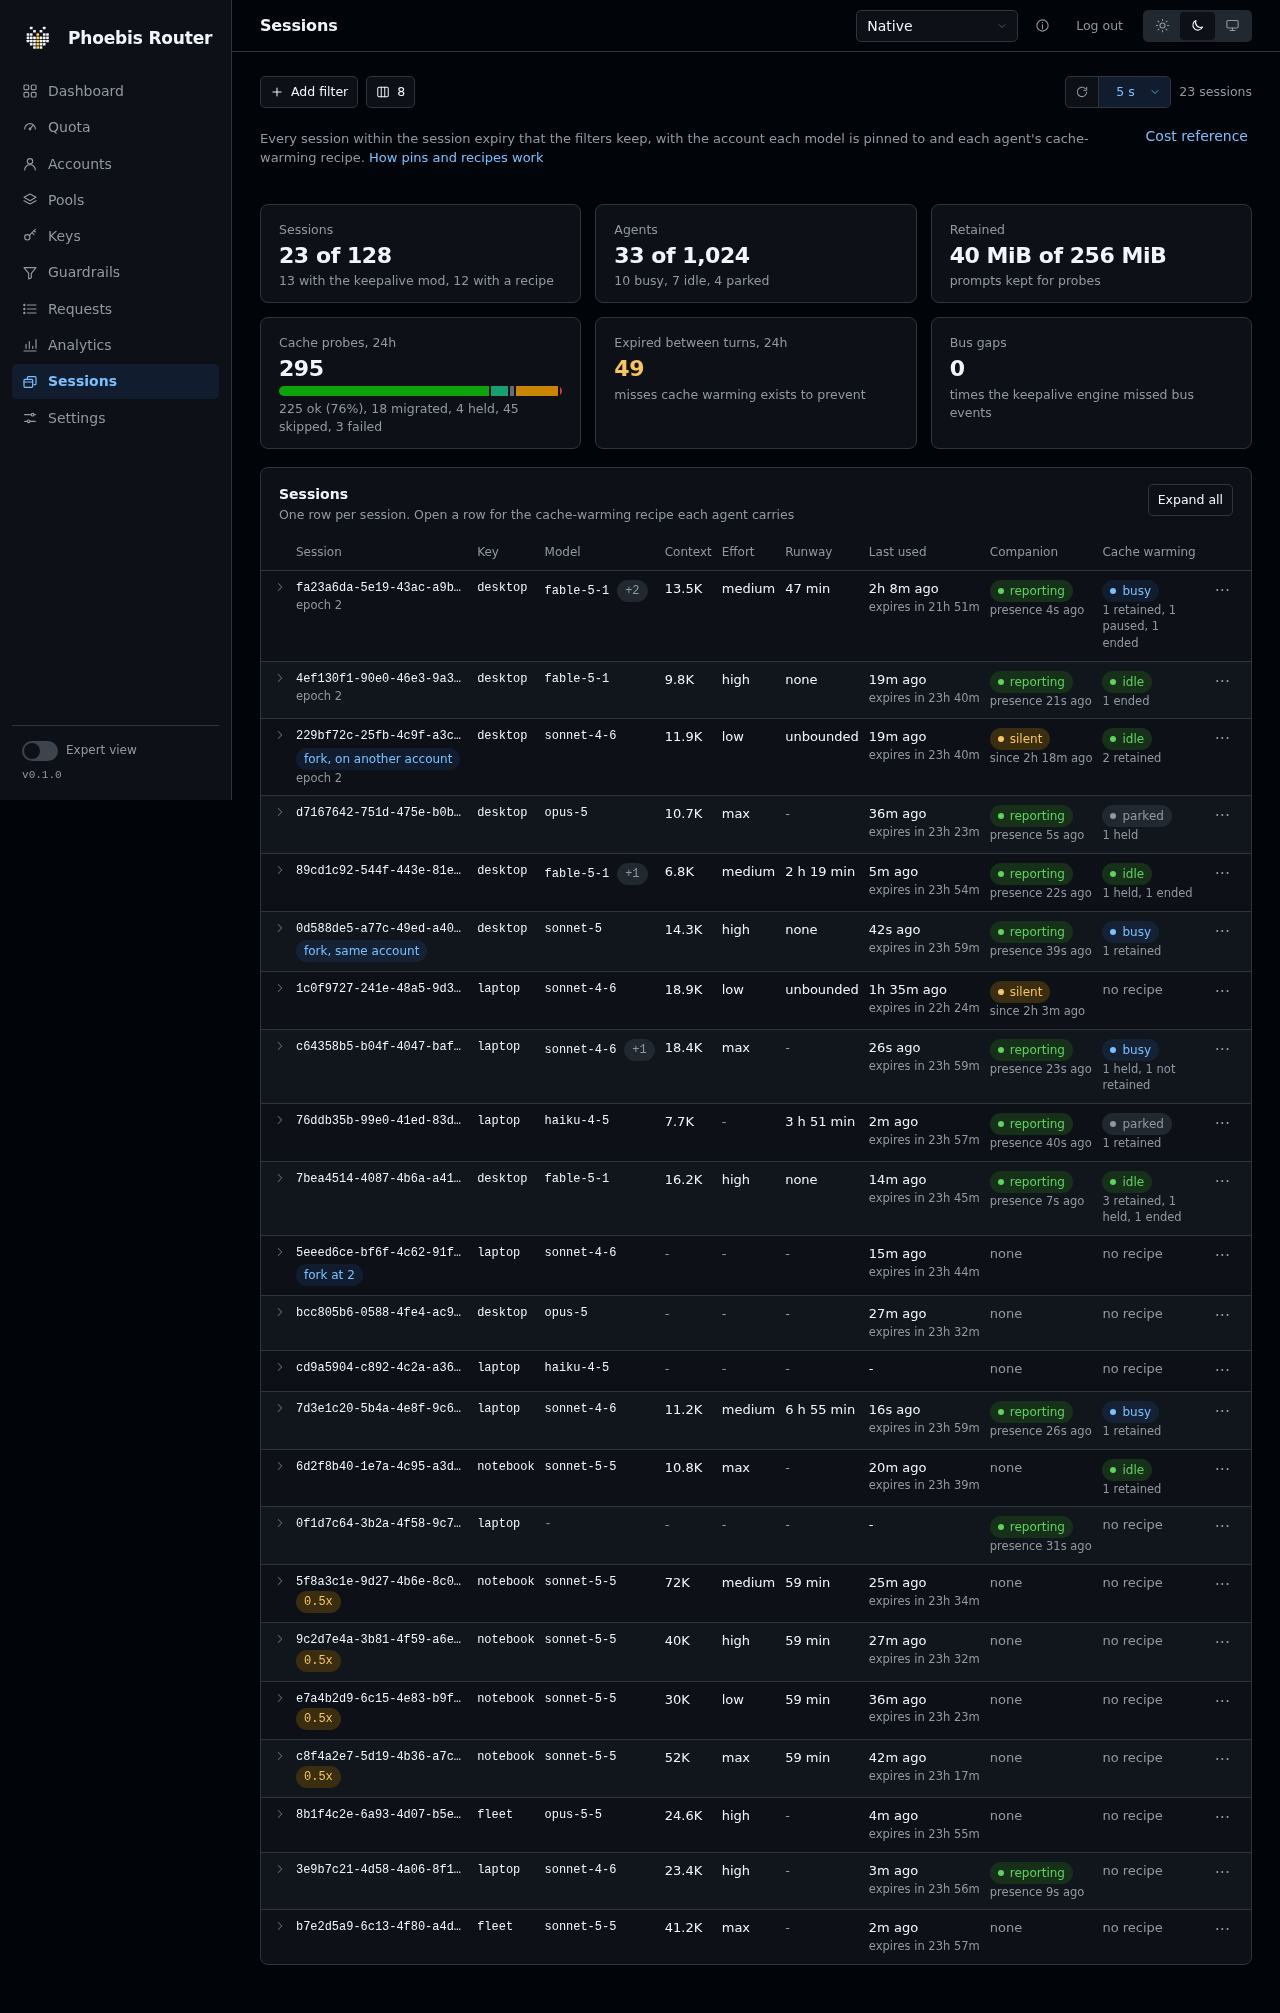 Phoebis Router
Dashboard
Quota
Accounts
Pools
Keys
Guardrails
Requests
Analytics
Sessions
Settings
Expert view
v0.1.0
Sessions
Native
Log out
Add filter
8
5 s
23 sessions
Every session within the session expiry that the filters keep, with the account each model is pinned to and each agent's cache-
warming recipe. How pins and recipes work
Cost reference
Sessions
23 of 128
13 with the keepalive mod, 12 with a recipe
Agents
33 of 1,024
10 busy, 7 idle, 4 parked
Retained
40 MiB of 256 MiB
prompts kept for probes
Cache probes, 24h
295
225 ok (76%), 18 migrated, 4 held, 45
skipped, 3 failed
Expired between turns, 24h
49
misses cache warming exists to prevent
Bus gaps
0
times the keepalive engine missed bus
events
Sessions
One row per session. Open a row for the cache-warming recipe each agent carries
Expand all
Session Key Model Context Effort Runway Last used Companion Cache warming
fa23a6da-5e19-43ac-a9b… desktop fable-5-1 +2 13.5K medium 47 min 2h 8m ago reporting busy ···
epoch 2 expires in 21h 51m presence 4s ago 1 retained, 1
paused, 1
ended
4ef130f1-90e0-46e3-9a3… desktop fable-5-1 9.8K high none 19m ago reporting idle ···
epoch 2 expires in 23h 40m presence 21s ago 1 ended
229bf72c-25fb-4c9f-a3c… desktop sonnet-4-6 11.9K low unbounded 19m ago silent idle ···
fork, on another account expires in 23h 40m since 2h 18m ago 2 retained
epoch 2
d7167642-751d-475e-b0b… desktop opus-5 10.7K max - 36m ago reporting parked ···
expires in 23h 23m presence 5s ago 1 held
89cd1c92-544f-443e-81e… desktop fable-5-1 +1 6.8K medium 2 h 19 min 5m ago reporting idle ···
expires in 23h 54m presence 22s ago 1 held, 1 ended
0d588de5-a77c-49ed-a40… desktop sonnet-5 14.3K high none 42s ago reporting busy ···
fork, same account expires in 23h 59m presence 39s ago 1 retained
1c0f9727-241e-48a5-9d3… laptop sonnet-4-6 18.9K low unbounded 1h 35m ago silent no recipe ···
expires in 22h 24m since 2h 3m ago
c64358b5-b04f-4047-baf… laptop sonnet-4-6 +1 18.4K max - 26s ago reporting busy ···
expires in 23h 59m presence 23s ago 1 held, 1 not
retained
76ddb35b-99e0-41ed-83d… laptop haiku-4-5 7.7K - 3 h 51 min 2m ago reporting parked ···
expires in 23h 57m presence 40s ago 1 retained
7bea4514-4087-4b6a-a41… desktop fable-5-1 16.2K high none 14m ago reporting idle ···
expires in 23h 45m presence 7s ago 3 retained, 1
held, 1 ended
5eeed6ce-bf6f-4c62-91f… laptop sonnet-4-6 - - - 15m ago none no recipe ···
fork at 2 expires in 23h 44m
bcc805b6-0588-4fe4-ac9… desktop opus-5 - - - 27m ago none no recipe ···
expires in 23h 32m
cd9a5904-c892-4c2a-a36… laptop haiku-4-5 - - - - none no recipe ···
7d3e1c20-5b4a-4e8f-9c6… laptop sonnet-4-6 11.2K medium 6 h 55 min 16s ago reporting busy ···
expires in 23h 59m presence 26s ago 1 retained
6d2f8b40-1e7a-4c95-a3d… notebook sonnet-5-5 10.8K max - 20m ago none idle ···
expires in 23h 39m 1 retained
0f1d7c64-3b2a-4f58-9c7… laptop - - - - - reporting no recipe ···
presence 31s ago
5f8a3c1e-9d27-4b6e-8c0… notebook sonnet-5-5 72K medium 59 min 25m ago none no recipe ···
0.5x expires in 23h 34m
9c2d7e4a-3b81-4f59-a6e… notebook sonnet-5-5 40K high 59 min 27m ago none no recipe ···
0.5x expires in 23h 32m
e7a4b2d9-6c15-4e83-b9f… notebook sonnet-5-5 30K low 59 min 36m ago none no recipe ···
0.5x expires in 23h 23m
c8f4a2e7-5d19-4b36-a7c… notebook sonnet-5-5 52K max 59 min 42m ago none no recipe ···
0.5x expires in 23h 17m
8b1f4c2e-6a93-4d07-b5e… fleet opus-5-5 24.6K high - 4m ago none no recipe ···
expires in 23h 55m
3e9b7c21-4d58-4a06-8f1… laptop sonnet-4-6 23.4K high - 3m ago reporting no recipe ···
expires in 23h 56m presence 9s ago
b7e2d5a9-6c13-4f80-a4d… fleet sonnet-5-5 41.2K max - 2m ago none no recipe ···
expires in 23h 57m